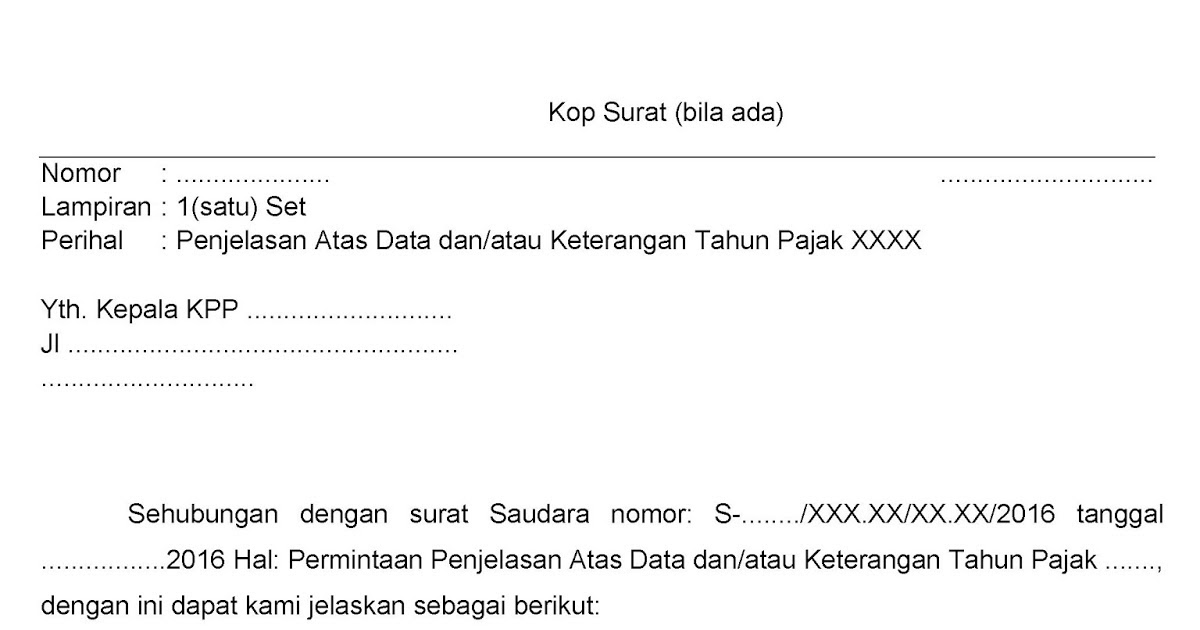 Kop Surat (bila ada)
Nomor : ..................... .............................
Lampiran : 1(satu) Set
Perihal : Penjelasan Atas Data dan/atau Keterangan Tahun Pajak XXXX
Yth. Kepala KPP ............................
Jl .....................................................
.............................
Sehubungan dengan surat Saudara nomor: S-......../XXX.XX/XX.XX/2016 tanggal
.................2016 Hal: Permintaan Penjelasan Atas Data dan/atau Keterangan Tahun Pajak .......,
dengan ini dapat kami jelaskan sebagai berikut: